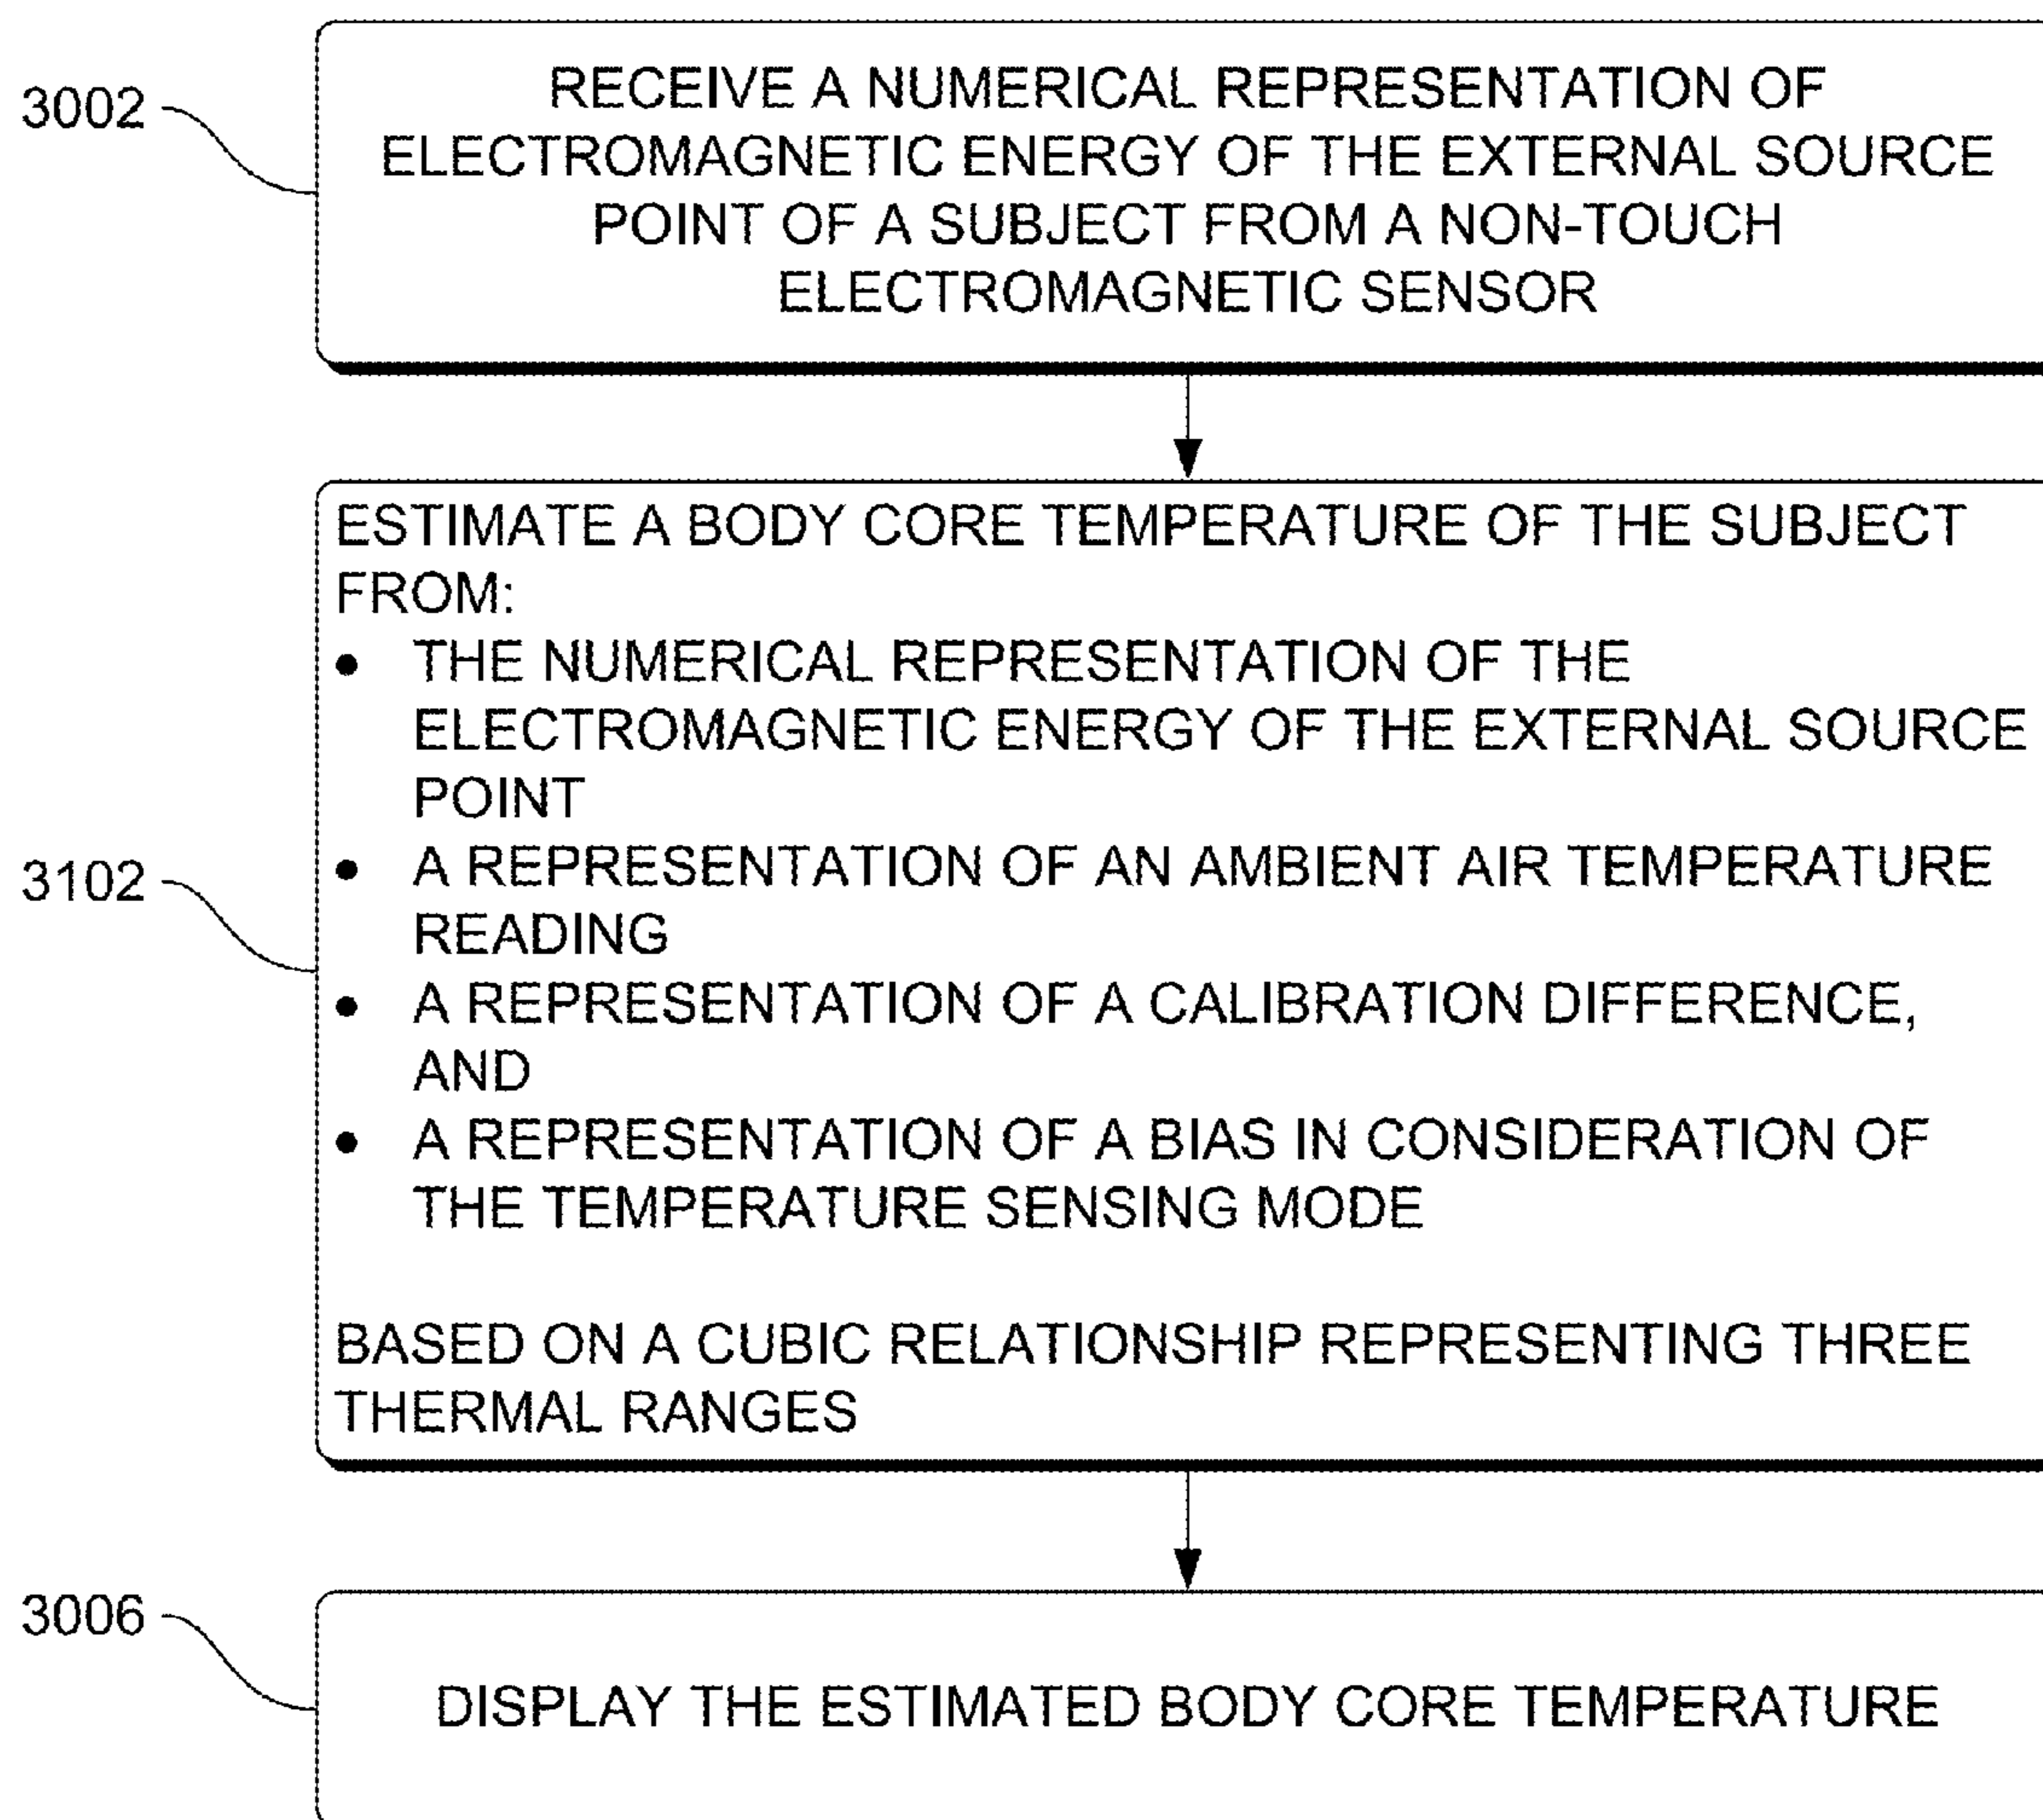 3002
RECEIVE A NUMERICAL REPRESENTATION OF
ELECTROMAGNETIC ENERGY OF THE EXTERNAL SOURCE
POINT OF A SUBJECT FROM A NON-TOUCH
ELECTROMAGNETIC SENSOR
3102
ESTIMATE A BODY CORE TEMPERATURE OF THE SUBJECT
FROM:
• THE NUMERICAL REPRESENTATION OF THE
ELECTROMAGNETIC ENERGY OF THE EXTERNAL SOURCE
POINT
• A REPRESENTATION OF AN AMBIENT AIR TEMPERATURE
READING
• A REPRESENTATION OF A CALIBRATION DIFFERENCE,
AND
• A REPRESENTATION OF A BIAS IN CONSIDERATION OF
THE TEMPERATURE SENSING MODE
BASED ON A CUBIC RELATIONSHIP REPRESENTING THREE
THERMAL RANGES
3006
DISPLAY THE ESTIMATED BODY CORE TEMPERATURE